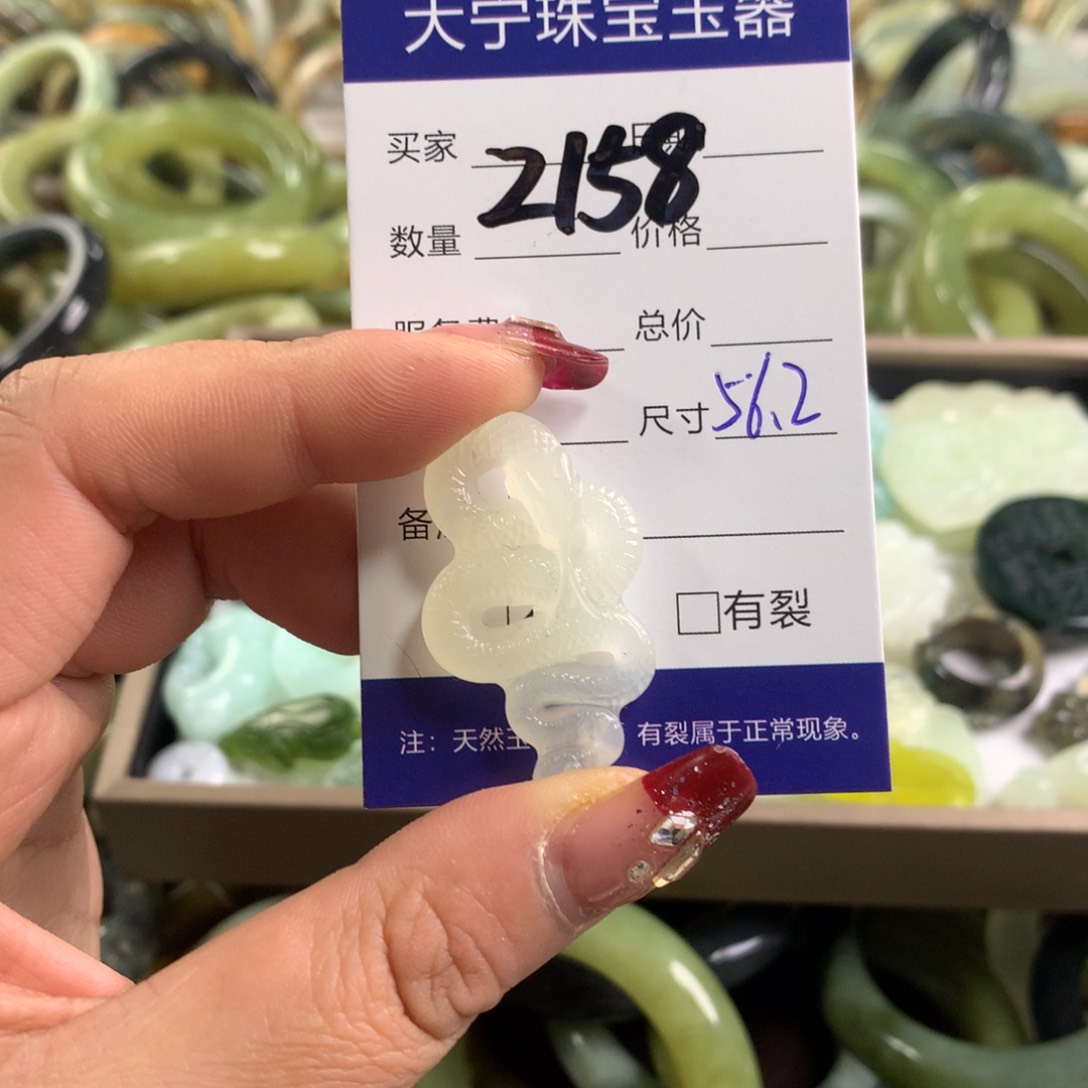 天宁珠宝玉器
买家
2158
数量 价格
总价
尺寸 56.2
□有裂
注：天然玉 有裂属于正常现象。